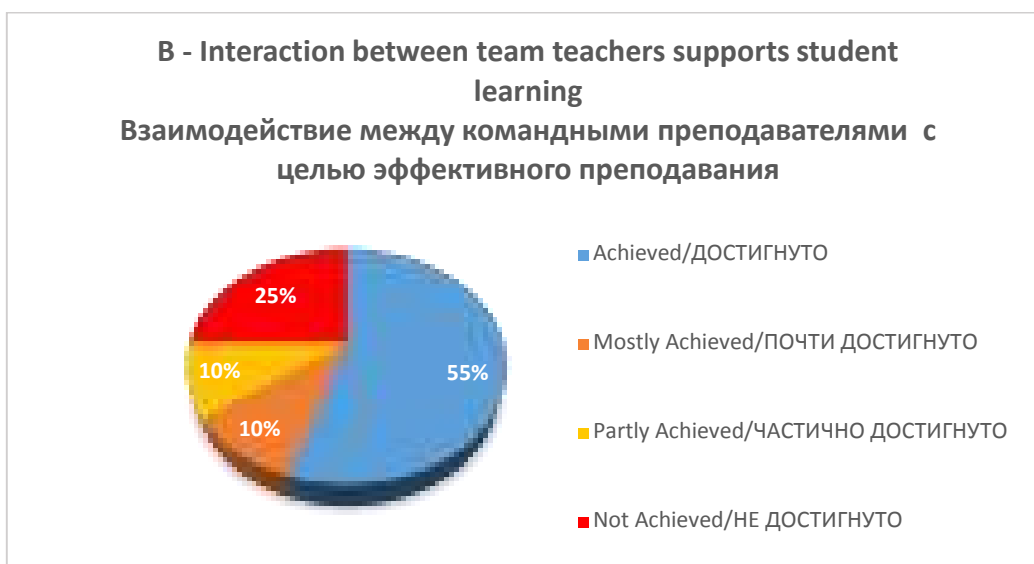 B - Interaction between team teachers supports student
learning
Взаимодействие между командными преподавателями с
целью эффективного преподавания
25%
10%
10%
55%
Achieved/ДОСТИГНУТО
Mostly Achieved/ПОЧТИ ДОСТИГНУТО
Partly Achieved/ЧАСТИЧНО ДОСТИГНУТО
Not Achieved/НЕ ДОСТИГНУТО